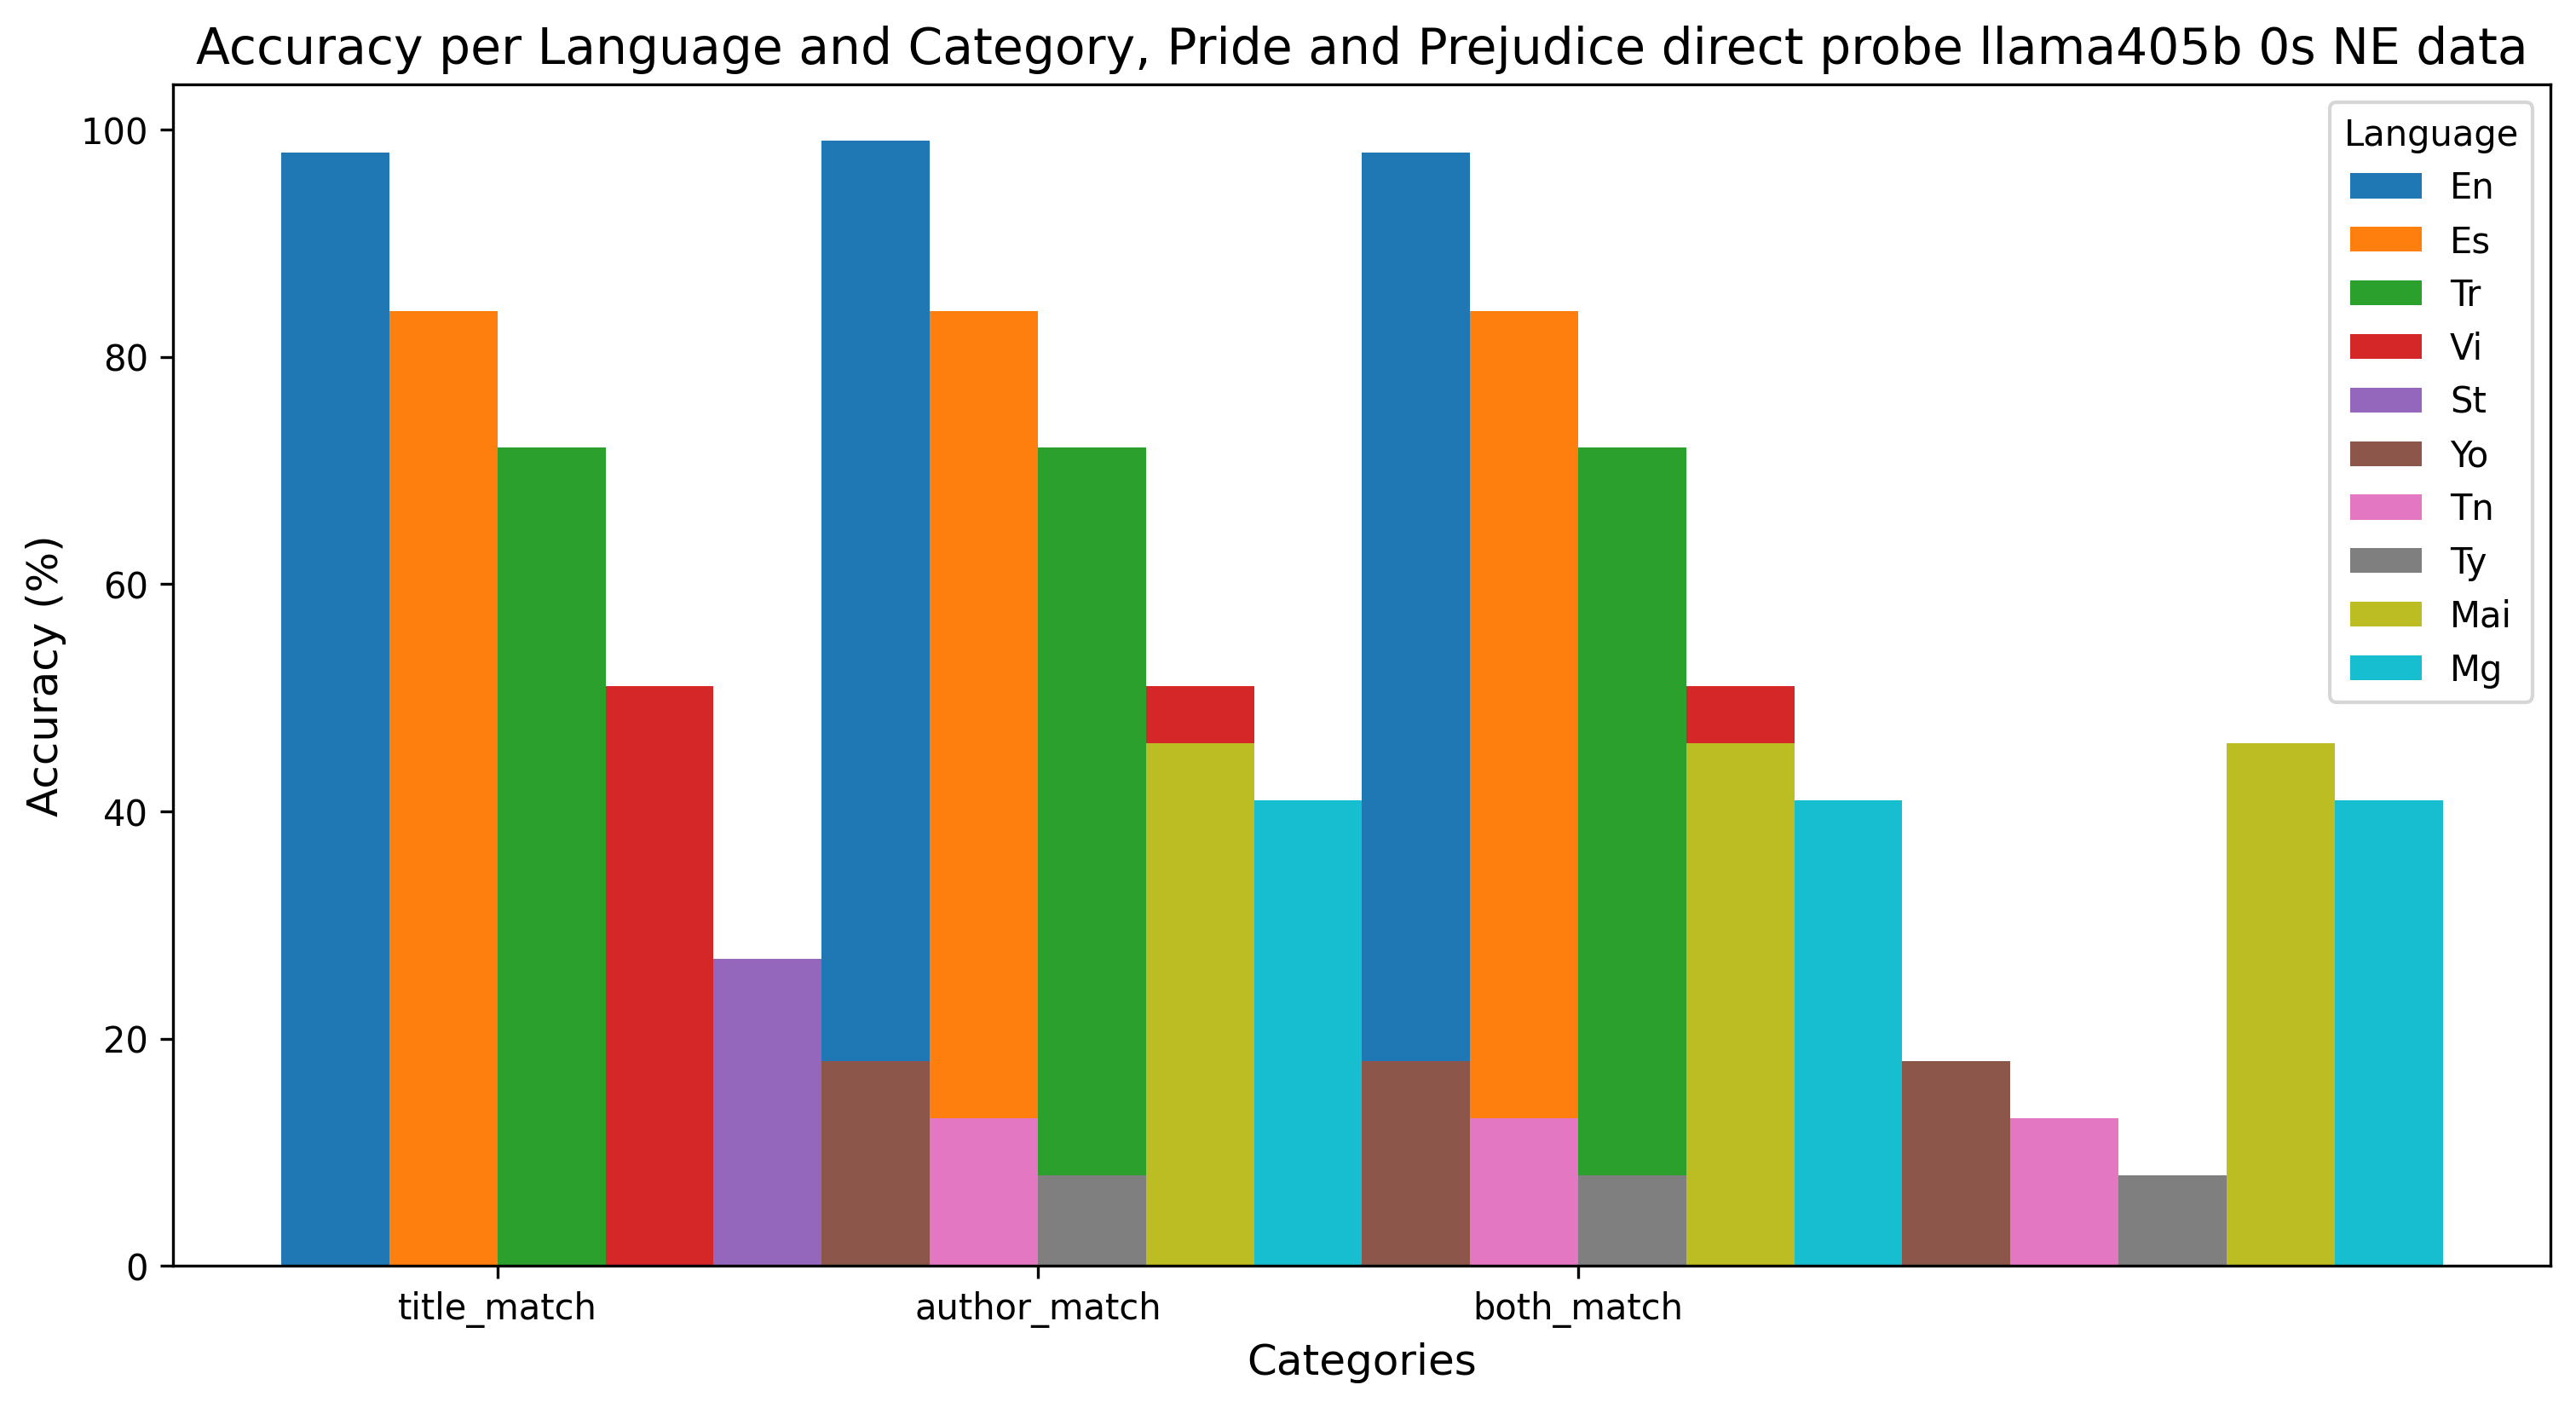 Accuracy per Language and Category, Pride and Prejudice direct probe llama405b 0s NE data
Accuracy (%)
100
80
60
40
20
0
Language
En
Es
Tr
Vi
St
Yo
Tn
Ty
Mai
Mg
title_match
author_match
both_match
Categories